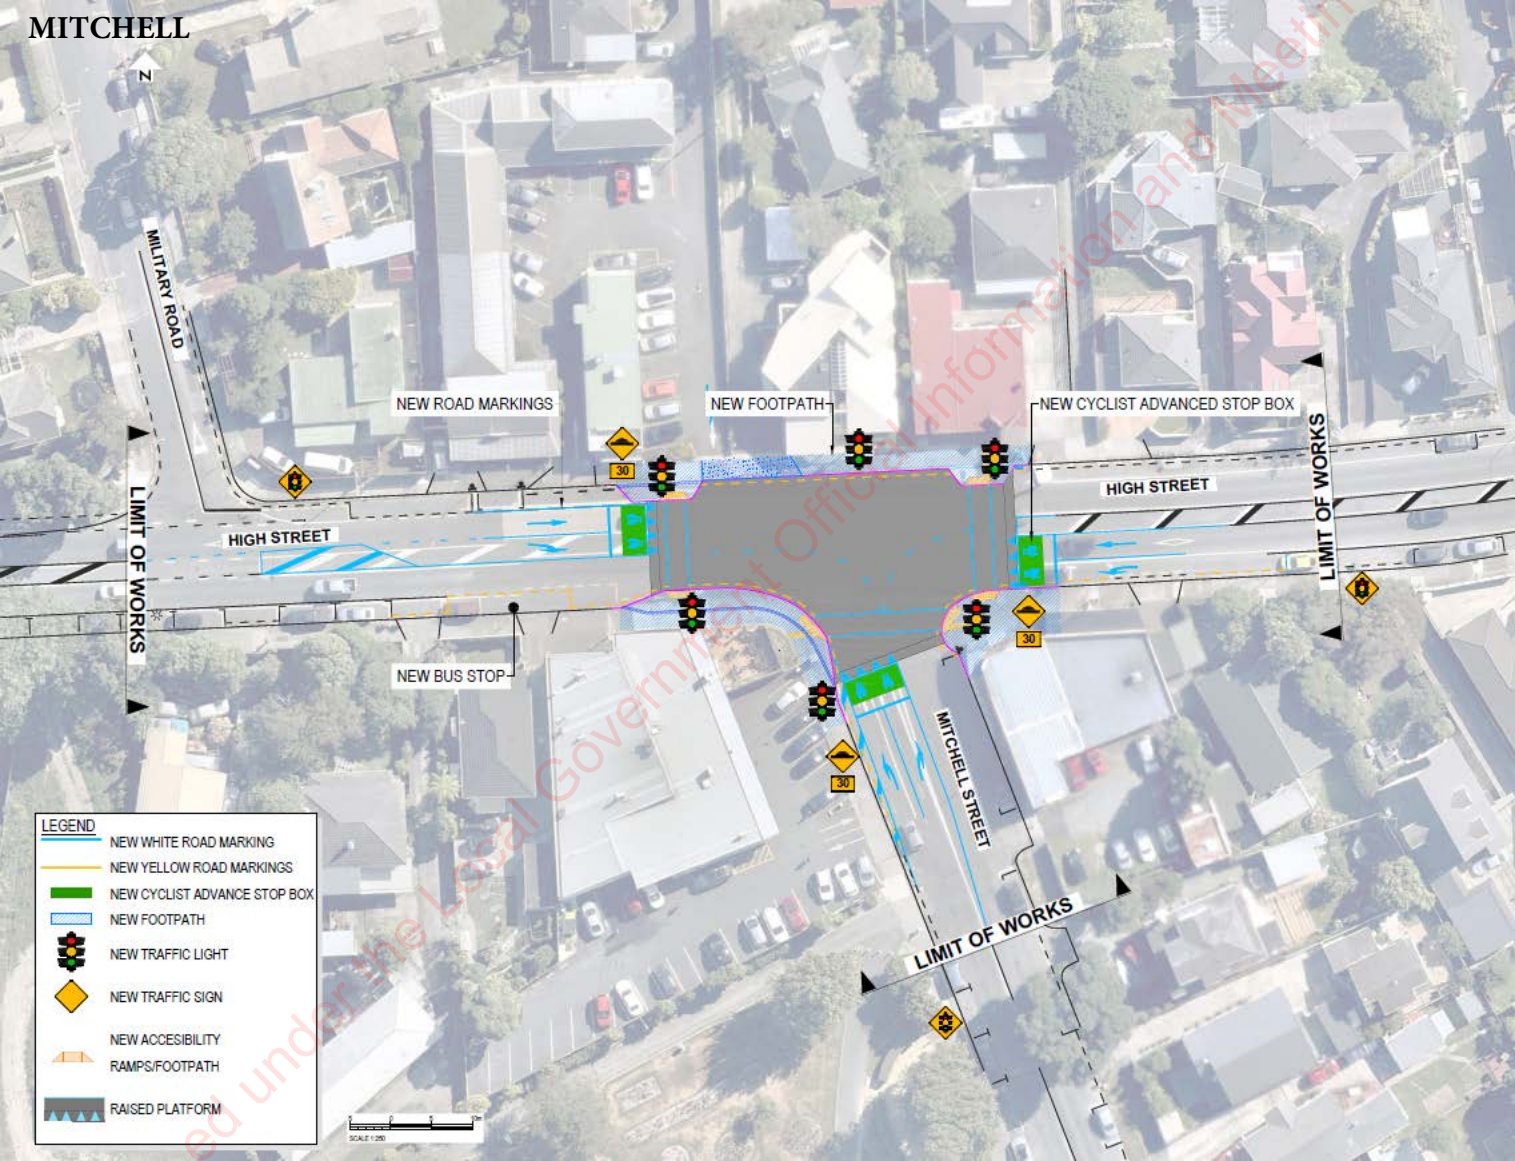 MITCHELL
N
MILITARY ROAD
NEW ROAD MARKINGS
NEW FOOTPATH
NEW CYCLIST ADVANCED STOP BOX
30
HIGH STREET
HIGH STREET
LIMIT OF WORKS
LIMIT OF WORKS
30
NEW BUS STOP
30
MITCHELL STREET
LIMIT OF WORKS
LEGEND
NEW WHITE ROAD MARKING
NEW YELLOW ROAD MARKINGS
NEW CYCLIST ADVANCE STOP BOX
NEW FOOTPATH
NEW TRAFFIC LIGHT
NEW TRAFFIC SIGN
NEW ACCESIBILITY
RAMPS/FOOTPATH
RAISED PLATFORM
SCALE 1:250
ed under the Local Government Official Information and Meetin